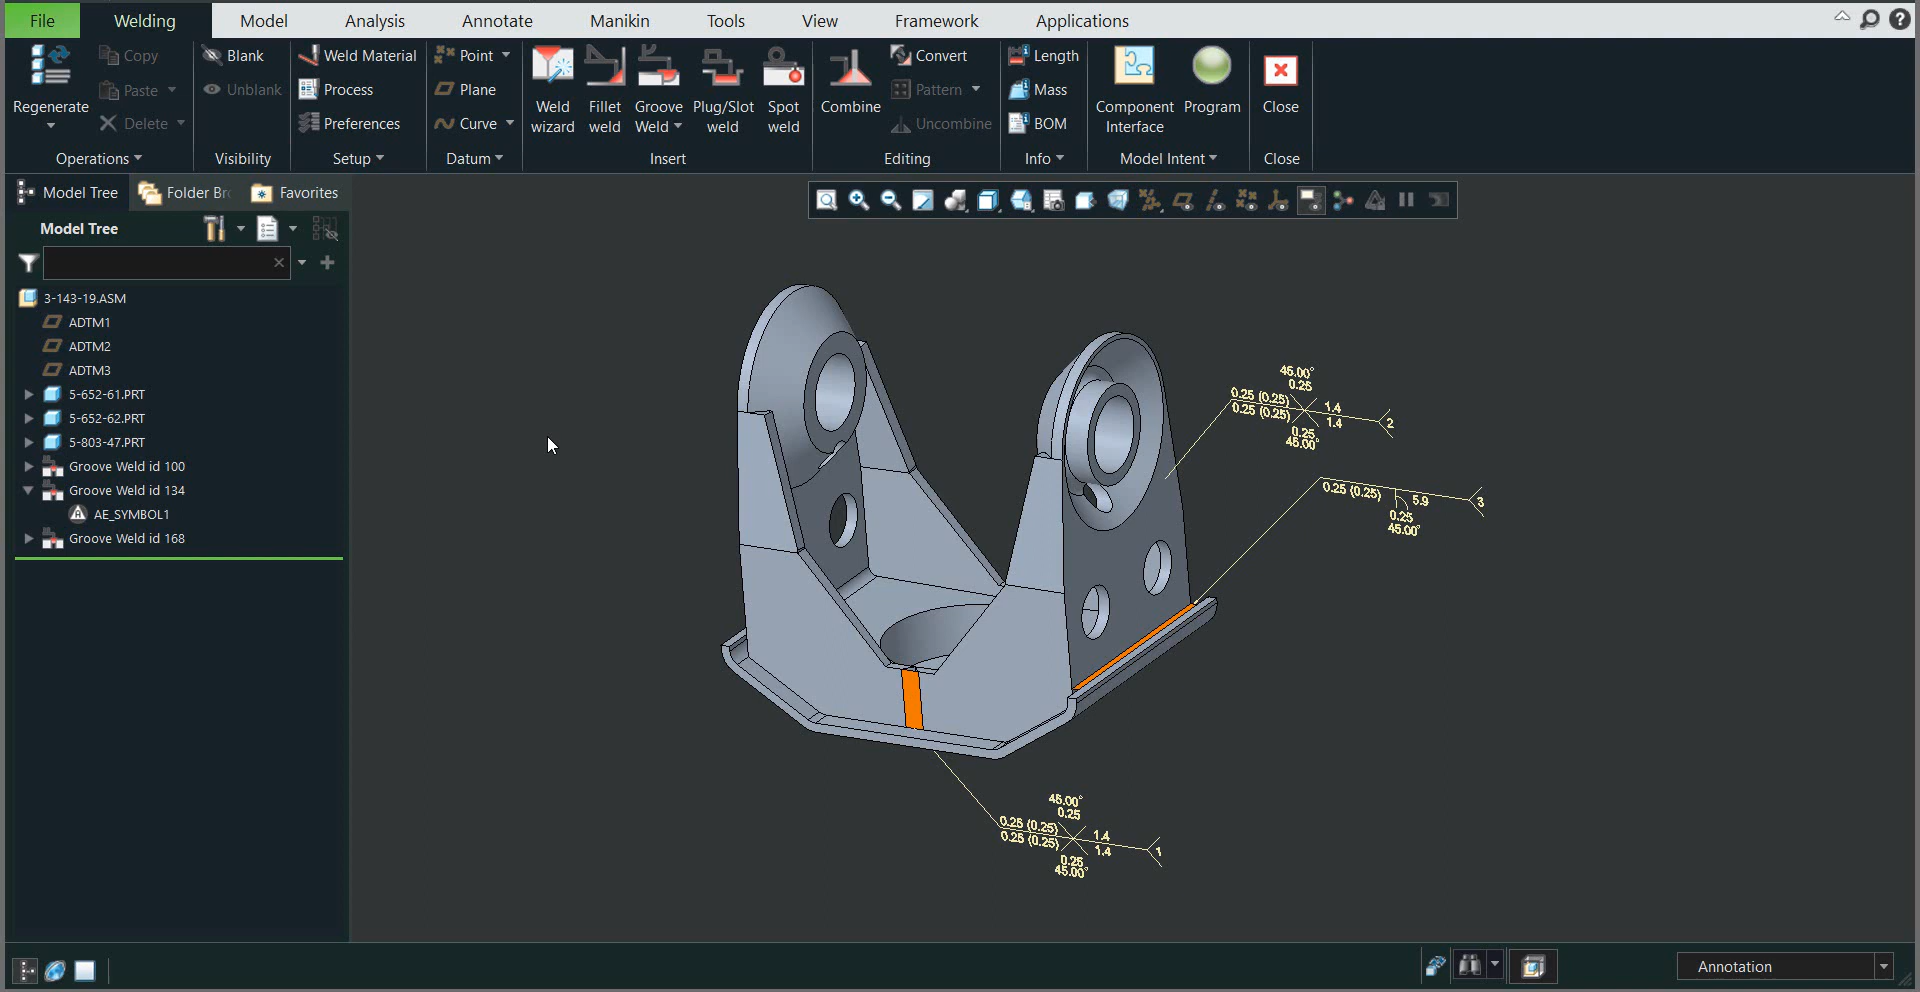 File Welding Model Analysis Annotate Manikin Tools View Framework Applications
Regenerate
Copy
Paste
Delete
Operations
Blank
Unblank
Visibility
Weld Material
Process
Preferences
Setup
Point
Plane
Curve
Datum
Weld wizard
Fillet weld
Groove Weld
Plug/Slot weld
Spot weld
Insert
Combine
Convert
Pattern
Uncombine
Editing
Length
Mass
BOM
Info
Component Interface
Program
Model Intent
Close
Close
Model Tree Folder Br Favorites
Model Tree
3-143-19.ASM
ADTM1
ADTM2
ADTM3
5-652-61.PRT
5-652-62.PRT
5-803-47.PRT
Groove Weld id 100
Groove Weld id 134
AE_SYMBOL1
Groove Weld id 168
45.00°
0.25
0.25 (0.25) 1.4
0.25 (0.25) 1.4 2
0.25
45.00°
0.25 (0.25) 5.9 3
0.25
45.00°
45.00°
0.25
0.25 (0.25) 1.4
0.25 (0.25) 1.4 1
0.25
45.00°
Annotation